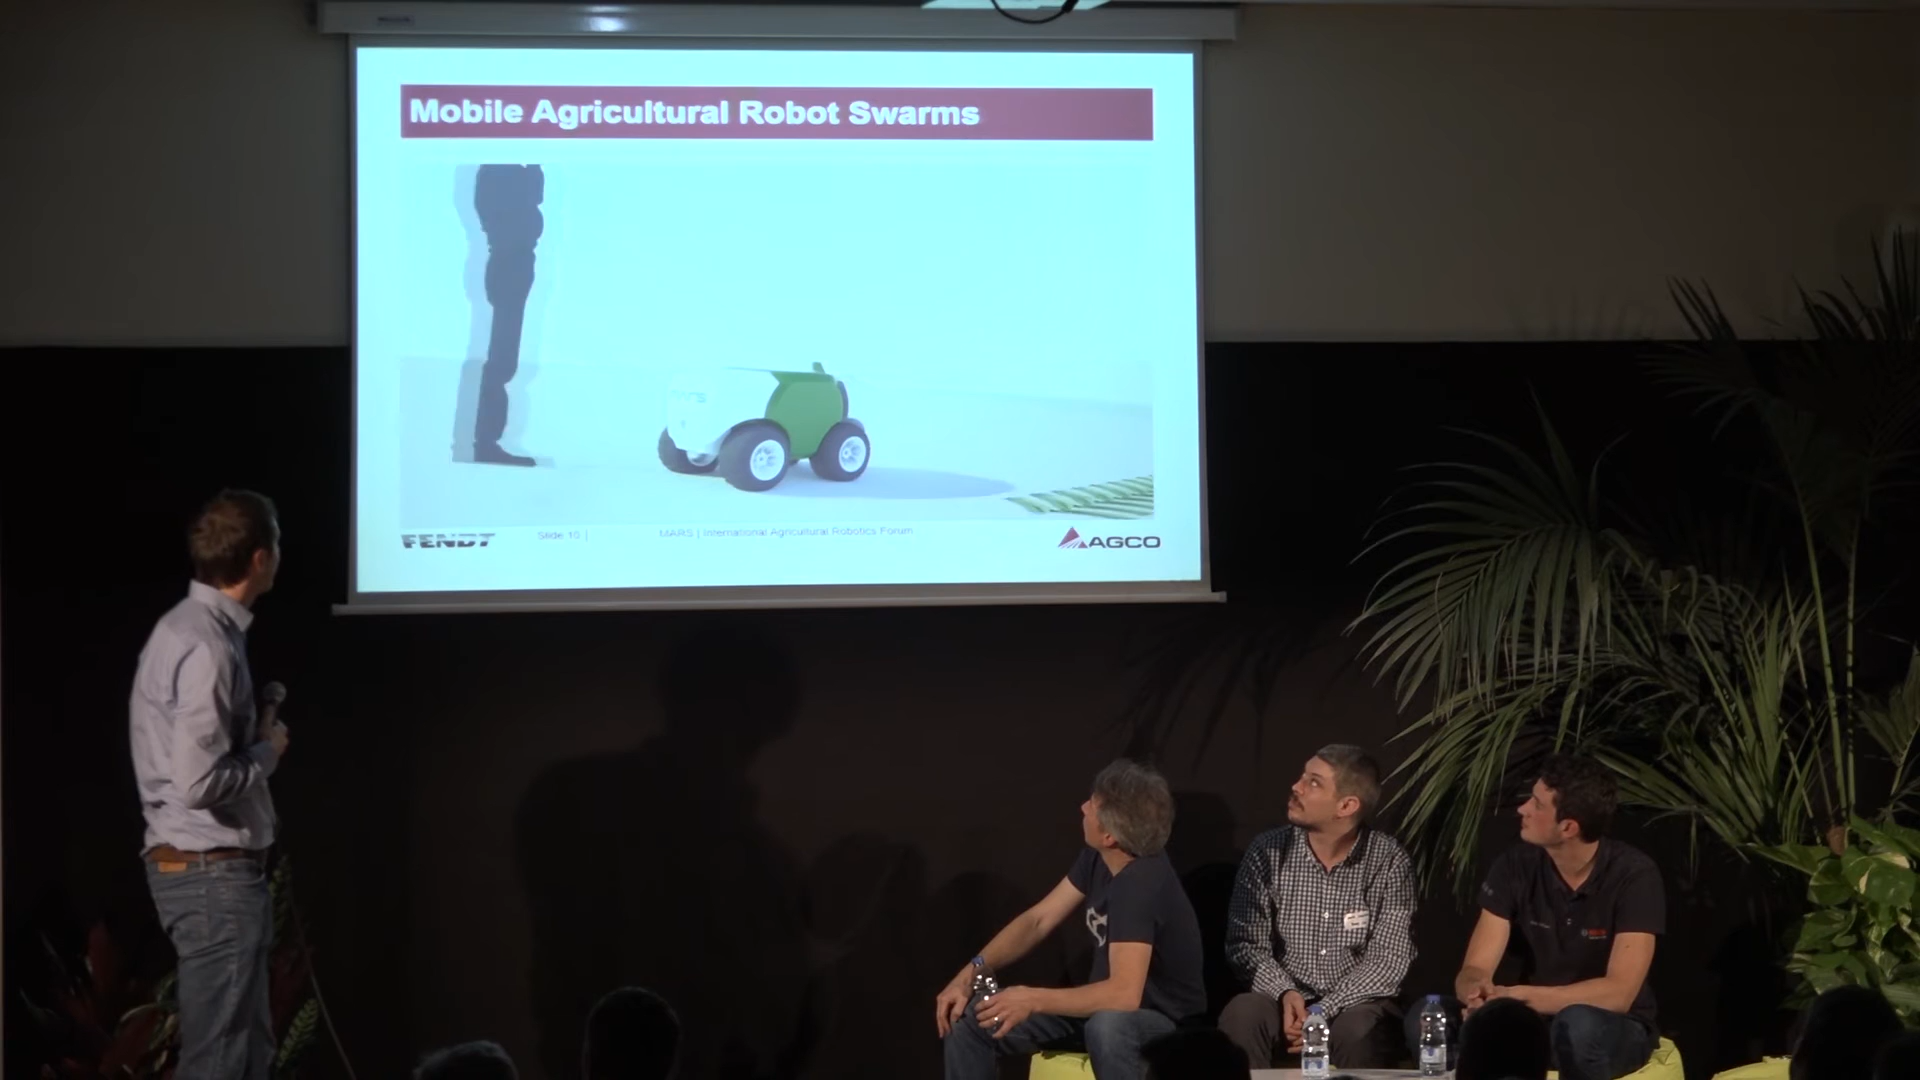 Mobile Agricultural Robot Swarms
FENDT
Slide 10 |
MARS | International Agricultural Robotics Forum
AGCO